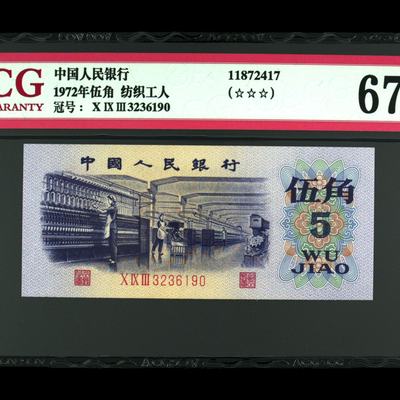 CG
ARANTY
中国人民银行
1972年伍角 纺织工人
冠号： X IX III 3236190
11872417
(☆☆☆)
67
中國人民銀行
伍角
5
WU
JIAO
X IX III 3236190